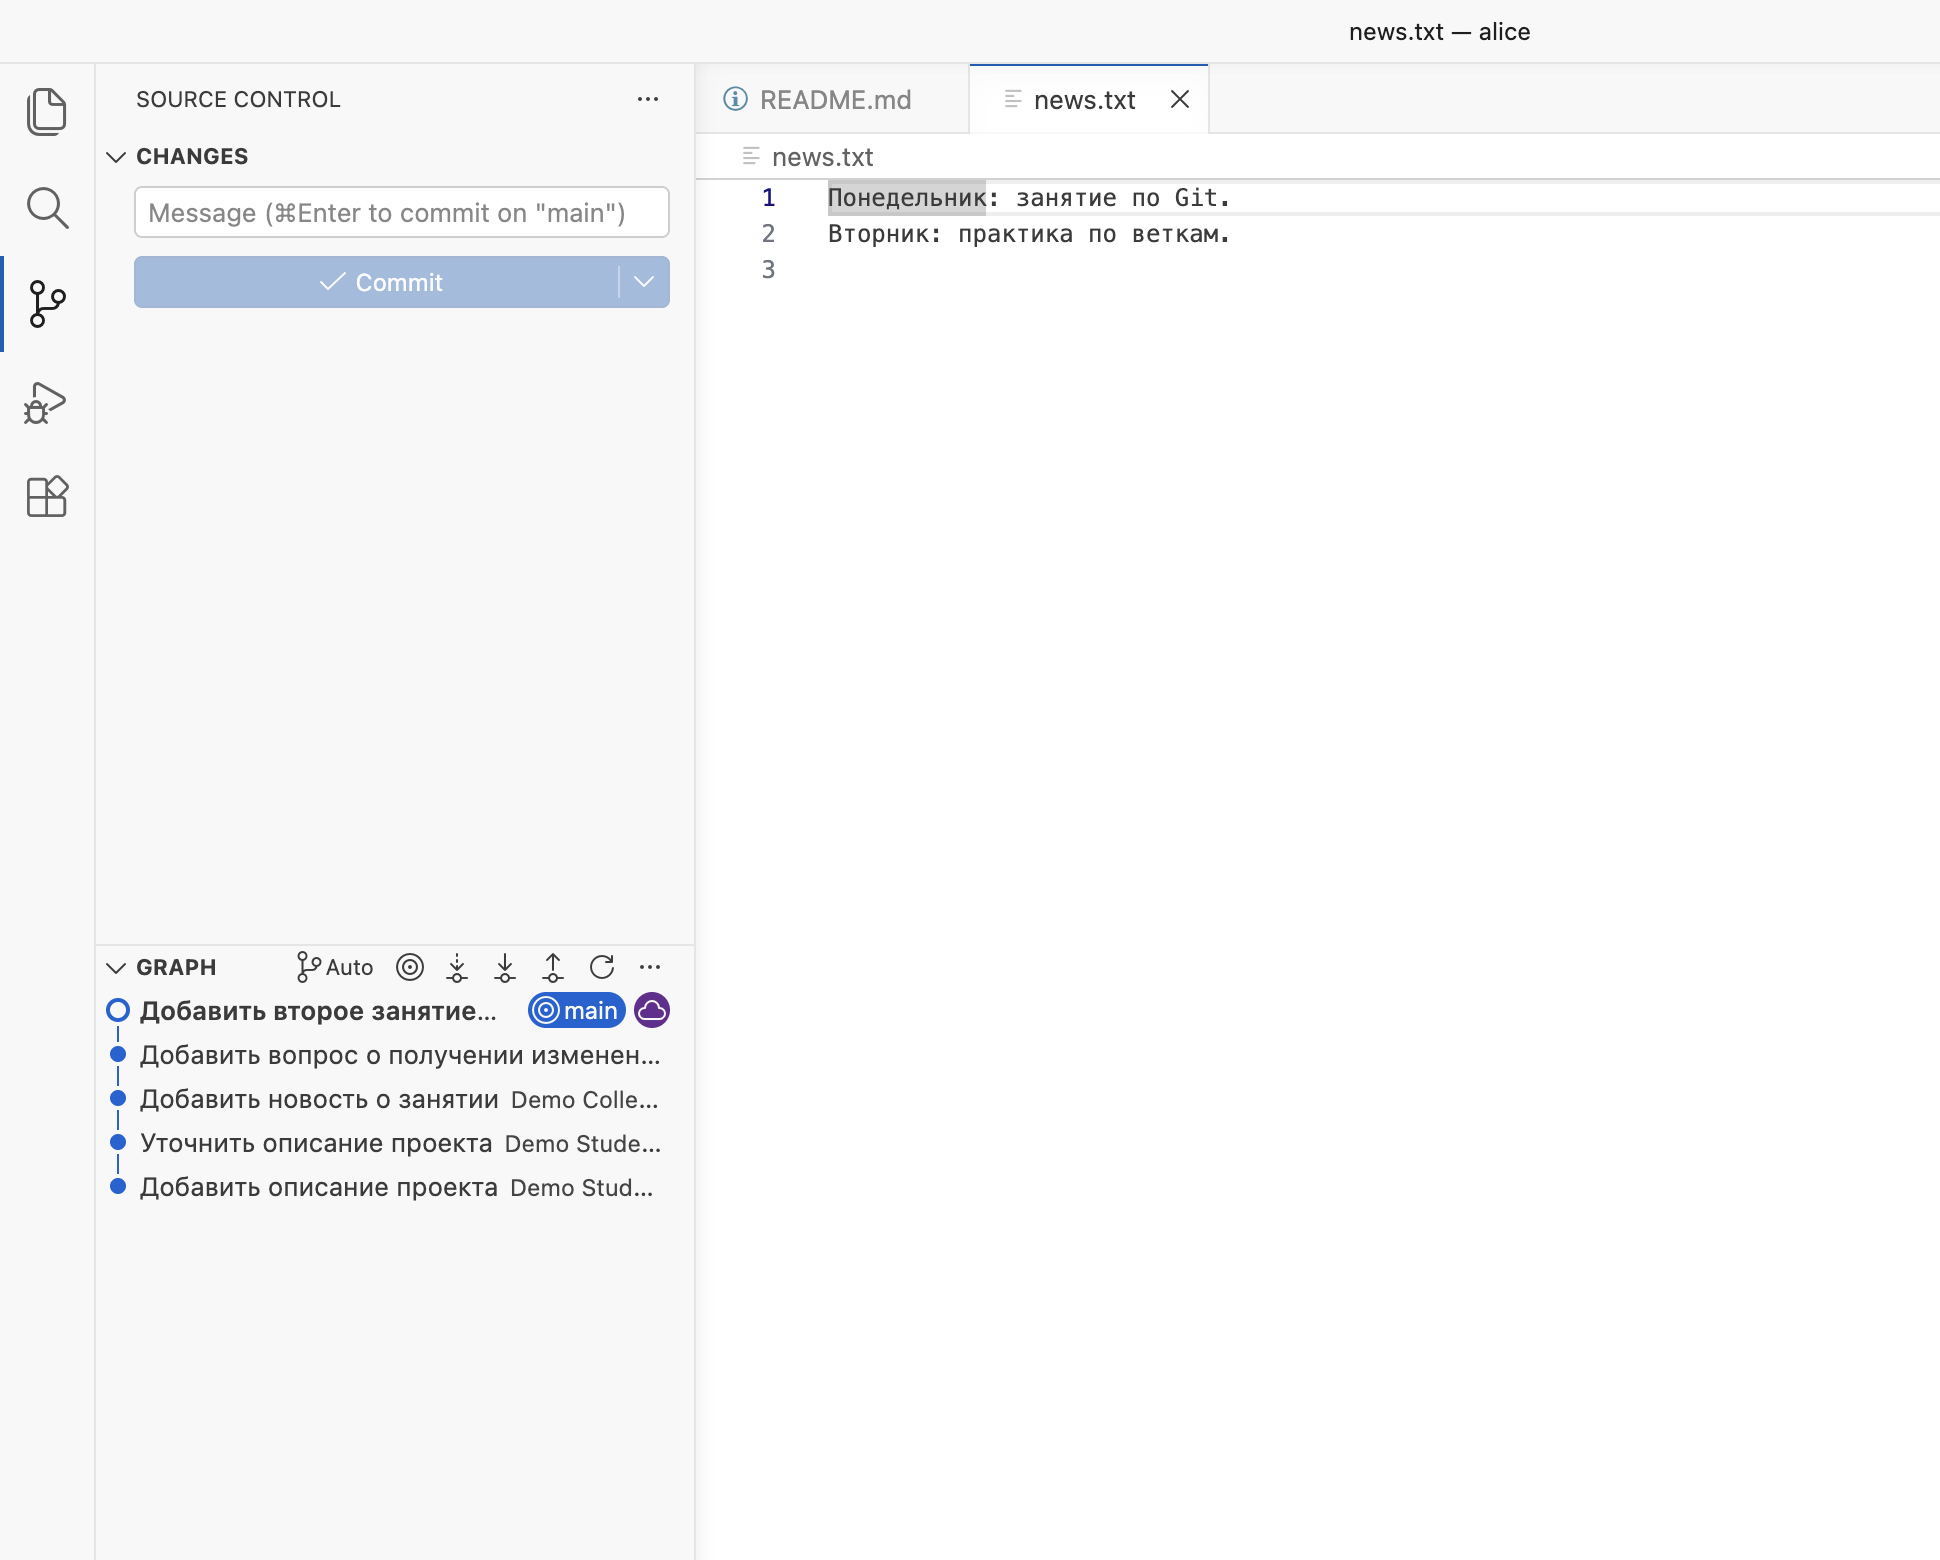 news.txt — alice
SOURCE CONTROL
CHANGES
Message (⌘Enter to commit on "main")
Commit
README.md
news.txt
news.txt
1 Понедельник: занятие по Git.
2 Вторник: практика по веткам.
3
GRAPH Auto
Добавить второе занятие... main
Добавить вопрос о получении изменен...
Добавить новость о занятии Demo Colle...
Уточнить описание проекта Demo Stude...
Добавить описание проекта Demo Stud...